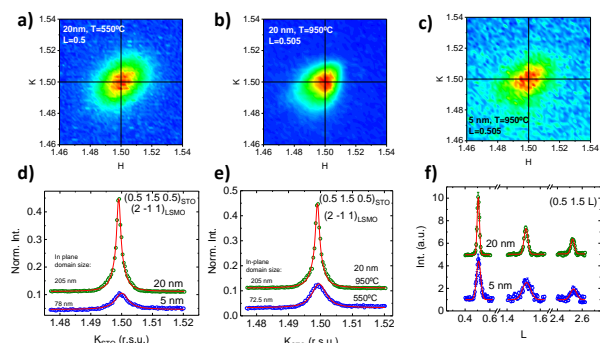 a)
20nm, T=550ºC
L=0.5
1.54
1.52
1.50
1.48
1.46
K
1.46
1.48
1.50
1.52
1.54
H
b)
20 nm, T=950ºC
L=0.505
1.54
1.52
1.50
1.48
1.46
K
1.46
1.48
1.50
1.52
1.54
H
c)
5 nm, T=950ºC
L=0.505
1.54
1.52
1.50
1.48
1.46
K
1.46
1.48
1.50
1.52
1.54
H
d)
(0.5 1.5 0.5)STO
(2 -1 1)LSMO
Norm. Int.
0.4
0.3
0.2
0.1
In plane
domain size:
205 nm
20 nm
78 nm
5 nm
1.48
1.49
1.50
1.51
1.52
(r.s.u.)
e)
(0.5 1.5 0.5)STO
(2 -1 1)LSMO
Norm. Int.
0.5
0.4
0.3
0.2
0.1
0.0
In-plane
domain size:
205 nm
20 nm
950ºC
72.5 nm
550ºC
1.48
1.49
1.50
1.51
1.52
(r.s.u.)
f)
(0.5 1.5 L)
Int. (a.u.)
10
5
0
20 nm
5 nm
0.4
0.6
1.4
1.6
2.4
2.6
L